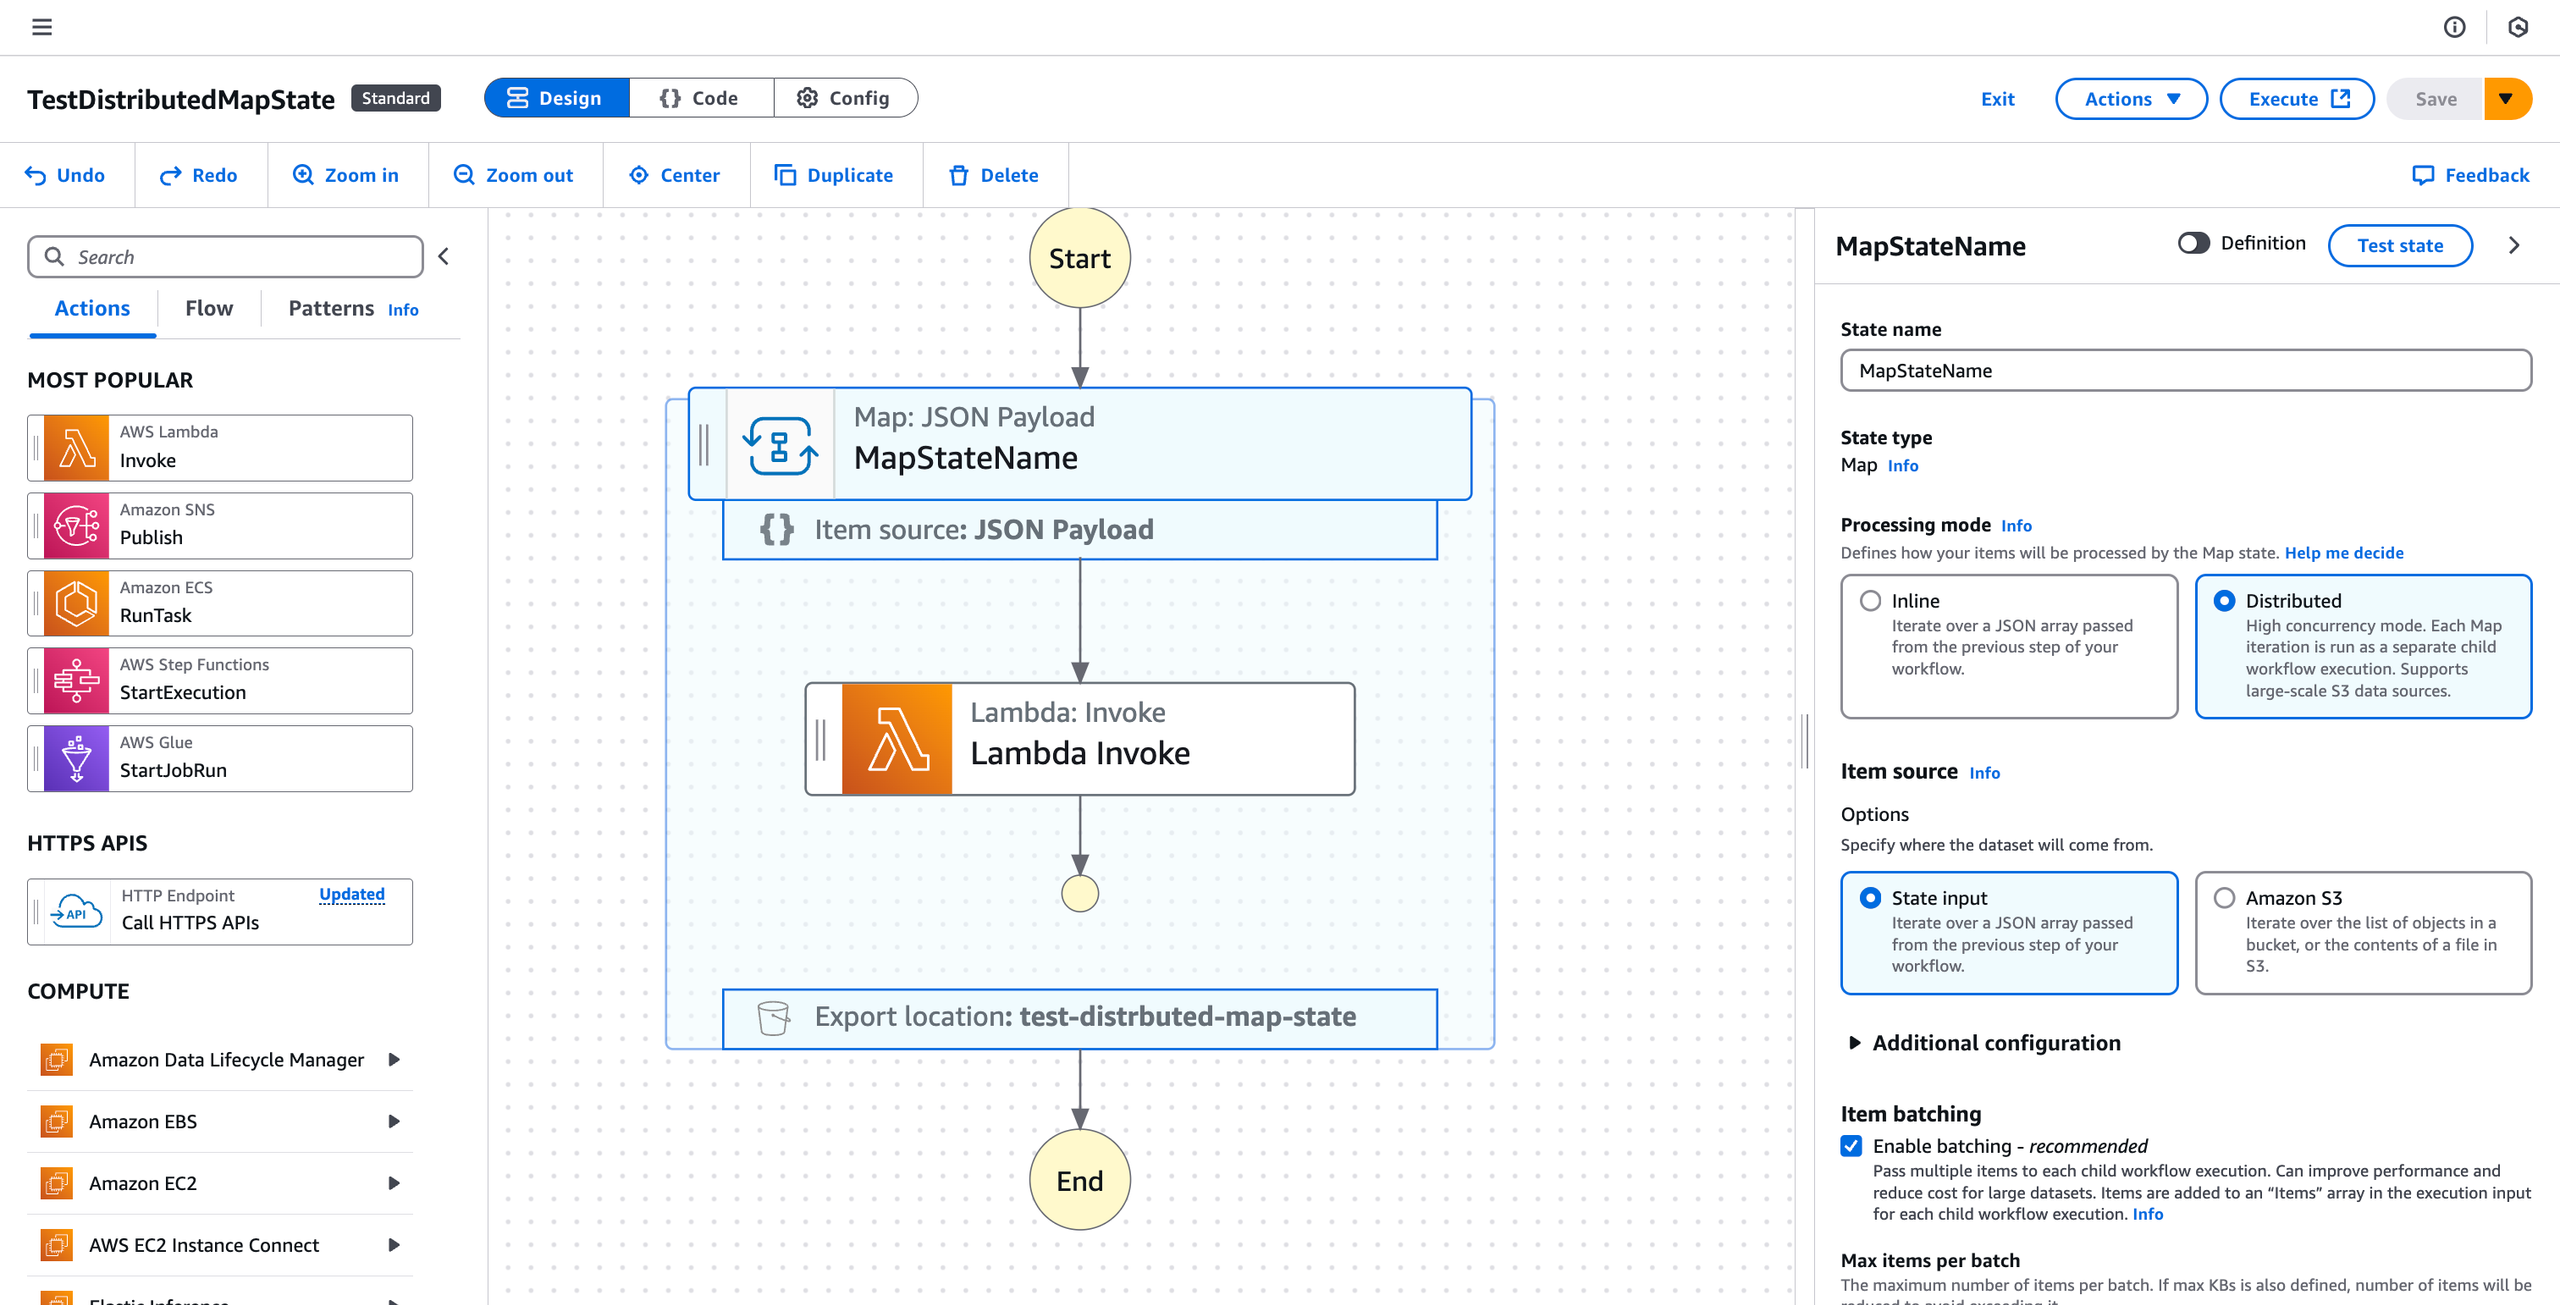 TestDistributedMapState
Standard
Design
{} Code
Config
Exit
Actions
Execute
Save
Undo
Redo
Zoom in
Zoom out
Center
Duplicate
Delete
Feedback
Search
Actions
Flow
Patterns Info
MOST POPULAR
AWS Lambda
Invoke
Amazon SNS
Publish
Amazon ECS
RunTask
AWS Step Functions
StartExecution
AWS Glue
StartJobRun
HTTPS APIS
API
HTTP Endpoint
Updated
Call HTTPS APIs
COMPUTE
Amazon Data Lifecycle Manager
Amazon EBS
Amazon EC2
AWS EC2 Instance Connect
Start
Map: JSON Payload
MapStateName
{} Item source: JSON Payload
Lambda: Invoke
Lambda Invoke
Export location: test-distrbuted-map-state
End
MapStateName
Definition
Test state
State name
MapStateName
State type
Map Info
Processing mode Info
Defines how your items will be processed by the Map state. Help me decide
Inline
Iterate over a JSON array passed
from the previous step of your
workflow.
Distributed
High concurrency mode. Each Map
iteration is run as a separate child
workflow execution. Supports
large-scale S3 data sources.
Item source Info
Options
Specify where the dataset will come from.
State input
Iterate over a JSON array passed
from the previous step of your
workflow.
Amazon S3
Iterate over the list of objects in a
bucket, or the contents of a file in
S3.
Additional configuration
Item batching
Enable batching - recommended
Pass multiple items to each child workflow execution. Can improve performance and
reduce cost for large datasets. Items are added to an “Items” array in the execution input
for each child workflow execution. Info
Max items per batch
The maximum number of items per batch. If max KBs is also defined, number of items will be